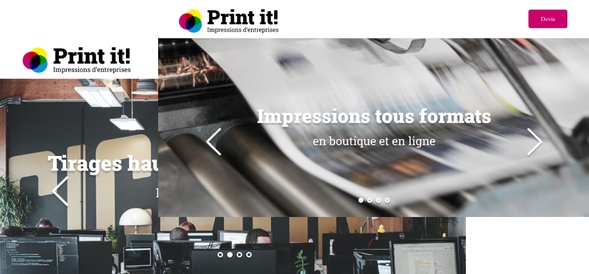 Print it!
Impressions d'entreprises
Devis
Impressions tous formats
en boutique et en ligne
Print it!
Impressions d'entreprises
Tirages hau